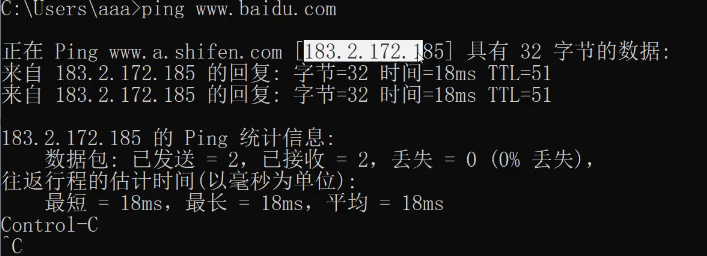 C:\Users\aaa>ping www.baidu.com
正在 Ping www.a.shifen.com [183.2.172.185] 具有 32 字节的数据:
来自 183.2.172.185 的回复: 字节=32 时间=18ms TTL=51
来自 183.2.172.185 的回复: 字节=32 时间=18ms TTL=51
183.2.172.185 的 Ping 统计信息:
数据包: 已发送 = 2，已接收 = 2，丢失 = 0 (0% 丢失)，
往返行程的估计时间(以毫秒为单位):
最短 = 18ms，最长 = 18ms，平均 = 18ms
Control-C
^C